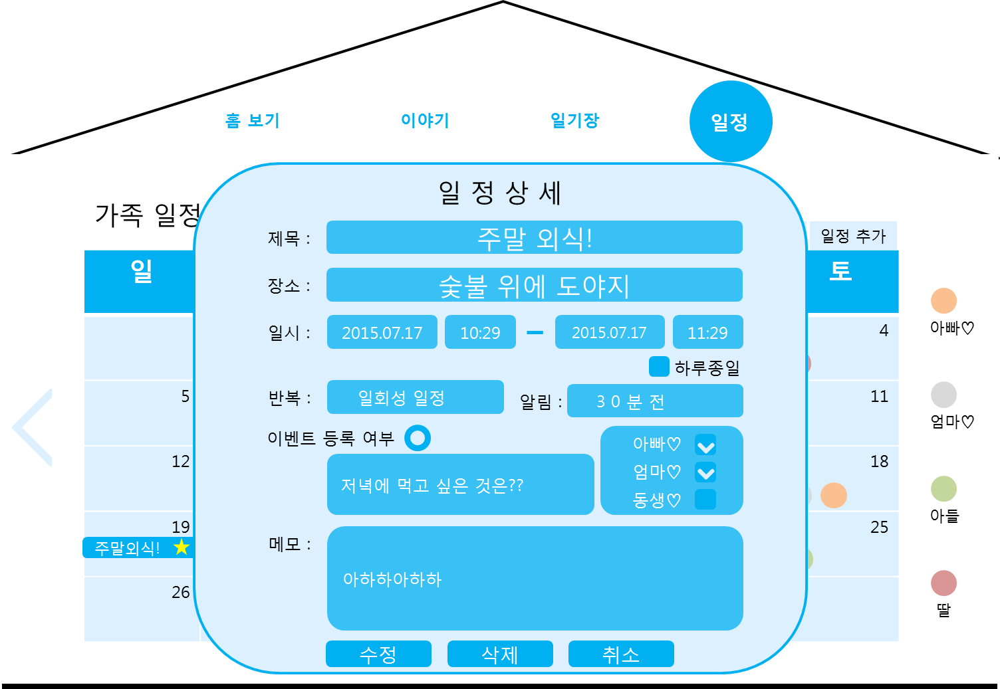 홈 보기
이야기
일기장
일정
가족 일정
일정 추가
일
토
4
5
11
12
18
19
25
주말외식!
26
일 정 상 세
제목 :
주말 외식!
장소 :
숯불 위에 도야지
일시 :
2015.07.17
10:29
2015.07.17
11:29
하루종일
반복 :
일회성 일정
알림 :
3 0 분 전
이벤트 등록 여부
저녁에 먹고 싶은 것은??
아빠♡
엄마♡
동생♡
메모 :
아하하아하하
수정
삭제
취소
아빠♡
엄마♡
아들
딸